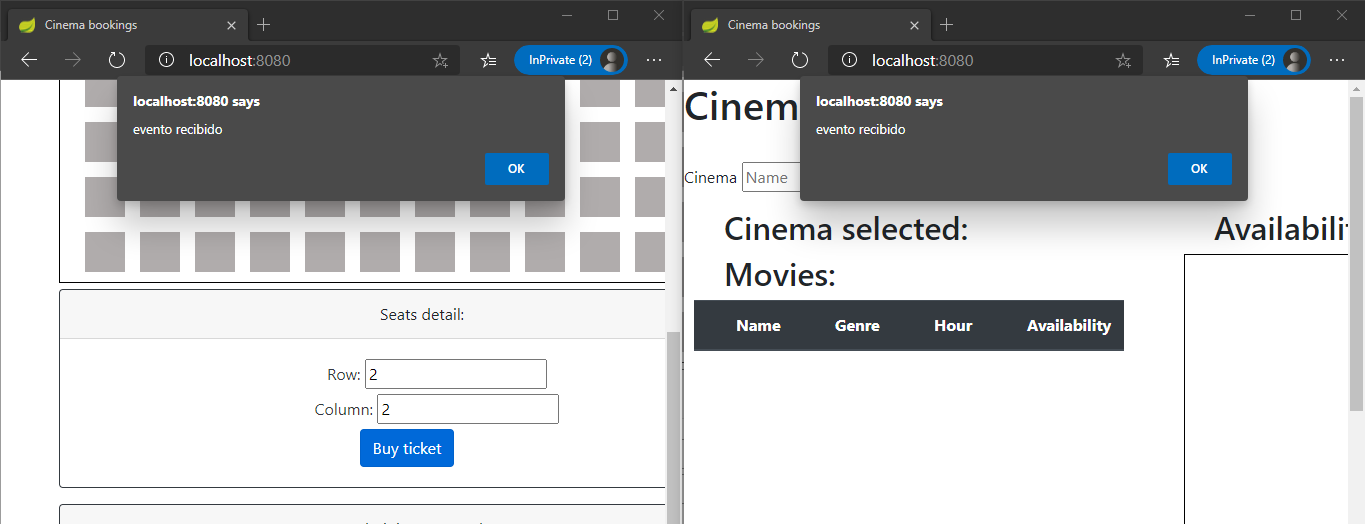 Cinema bookings
localhost:8080
InPrivate (2)
localhost:8080 says
evento recibido
OK
Seats detail:
Row: 2
Column: 2
Buy ticket
Cinema bookings
localhost:8080
InPrivate (2)
Cinem
localhost:8080 says
evento recibido
OK
Cinema Name
Cinema selected:
Availabili
Movies:
Name Genre Hour Availability